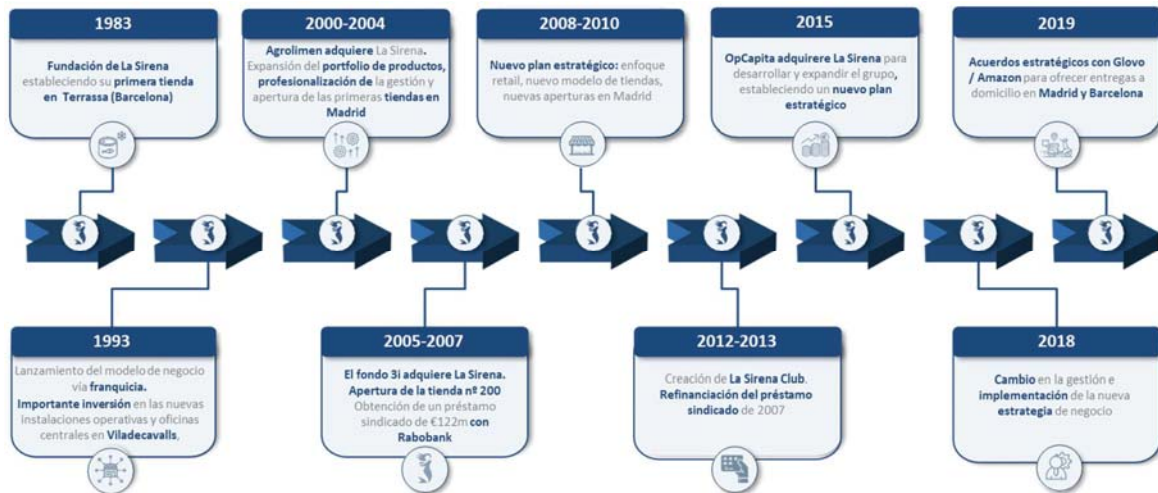 1983
Fundación de La Sirena
estableciendo su primera tienda
en Terrassa (Barcelona)
2000-2004
Agrolimen adquiere La Sirena.
Expansión del portfolio de productos,
profesionalización de la gestión y
apertura de las primeras tiendas en
Madrid
2008-2010
Nuevo plan estratégico: enfoque
retail, nuevo modelo de tiendas,
nuevas aperturas en Madrid
2015
OpCapita adquirere La Sirena para
desarrollar y expandir el grupo,
estableciendo un nuevo plan
estratégico
2019
Acuerdos estratégicos con Glovo
/ Amazon para ofrecer entregas a
domicilio en Madrid y Barcelona
1993
Lanzamiento del modelo de negocio
vía franquicia.
Importante inversión en las nuevas
instalaciones operativas y oficinas
centrales en Viladecavalls,
2005-2007
El fondo 3i adquiere La Sirena.
Apertura de la tienda nº 200
Obtención de un préstamo
sindicado de €122m con
Rabobank
2012-2013
Creación de La Sirena Club.
Refinanciación del préstamo
sindicado de 2007
2018
Cambio en la gestión e
implementación de la nueva
estrategia de negocio